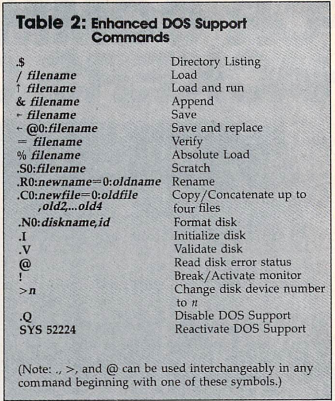 Table 2: Enhanced DOS Support
Commands
.$ Directory Listing
/ filename Load
↑ filename Load and run
& filename Append
← filename Save
← @0:filename Save and replace
= filename Verify
% filename Absolute Load
.S0:filename Scratch
.R0:newname=0:oldname Rename
.C0:newfile=0:oldfile Copy/Concatenate up to
,old2,...old4 four files
.N0:diskname,id Format disk
.I Initialize disk
.V Validate disk
@ Read disk error status
! Break/Activate monitor
>n Change disk device number
to n
.Q Disable DOS Support
SYS 52224 Reactivate DOS Support
(Note: ., >, and @ can be used interchangeably in any
command beginning with one of these symbols.)